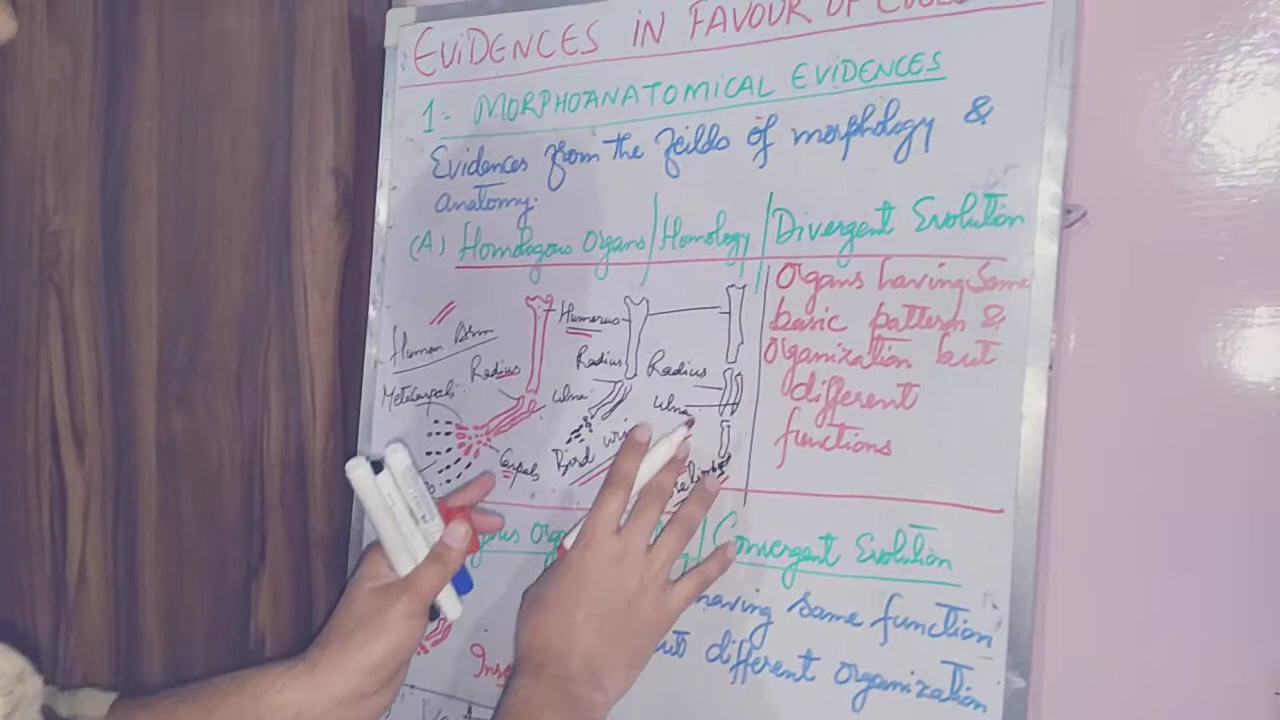 EVIDENCES IN FAVOUR OF
1:- MORPHOANATOMICAL EVIDENCES
Evidences from the feilds of morphology &
anatomy.
(A) Homologous Organs/Homology/Divergent Evolution
Human Arm
Metacarpals
Radius
Carpals
Humerus
Radius
Ulna
Bird
Radius
Ulna
Organs having Same
basic pattern &
Organization but
different
functions
Convergent Evolution
having same function
different organization